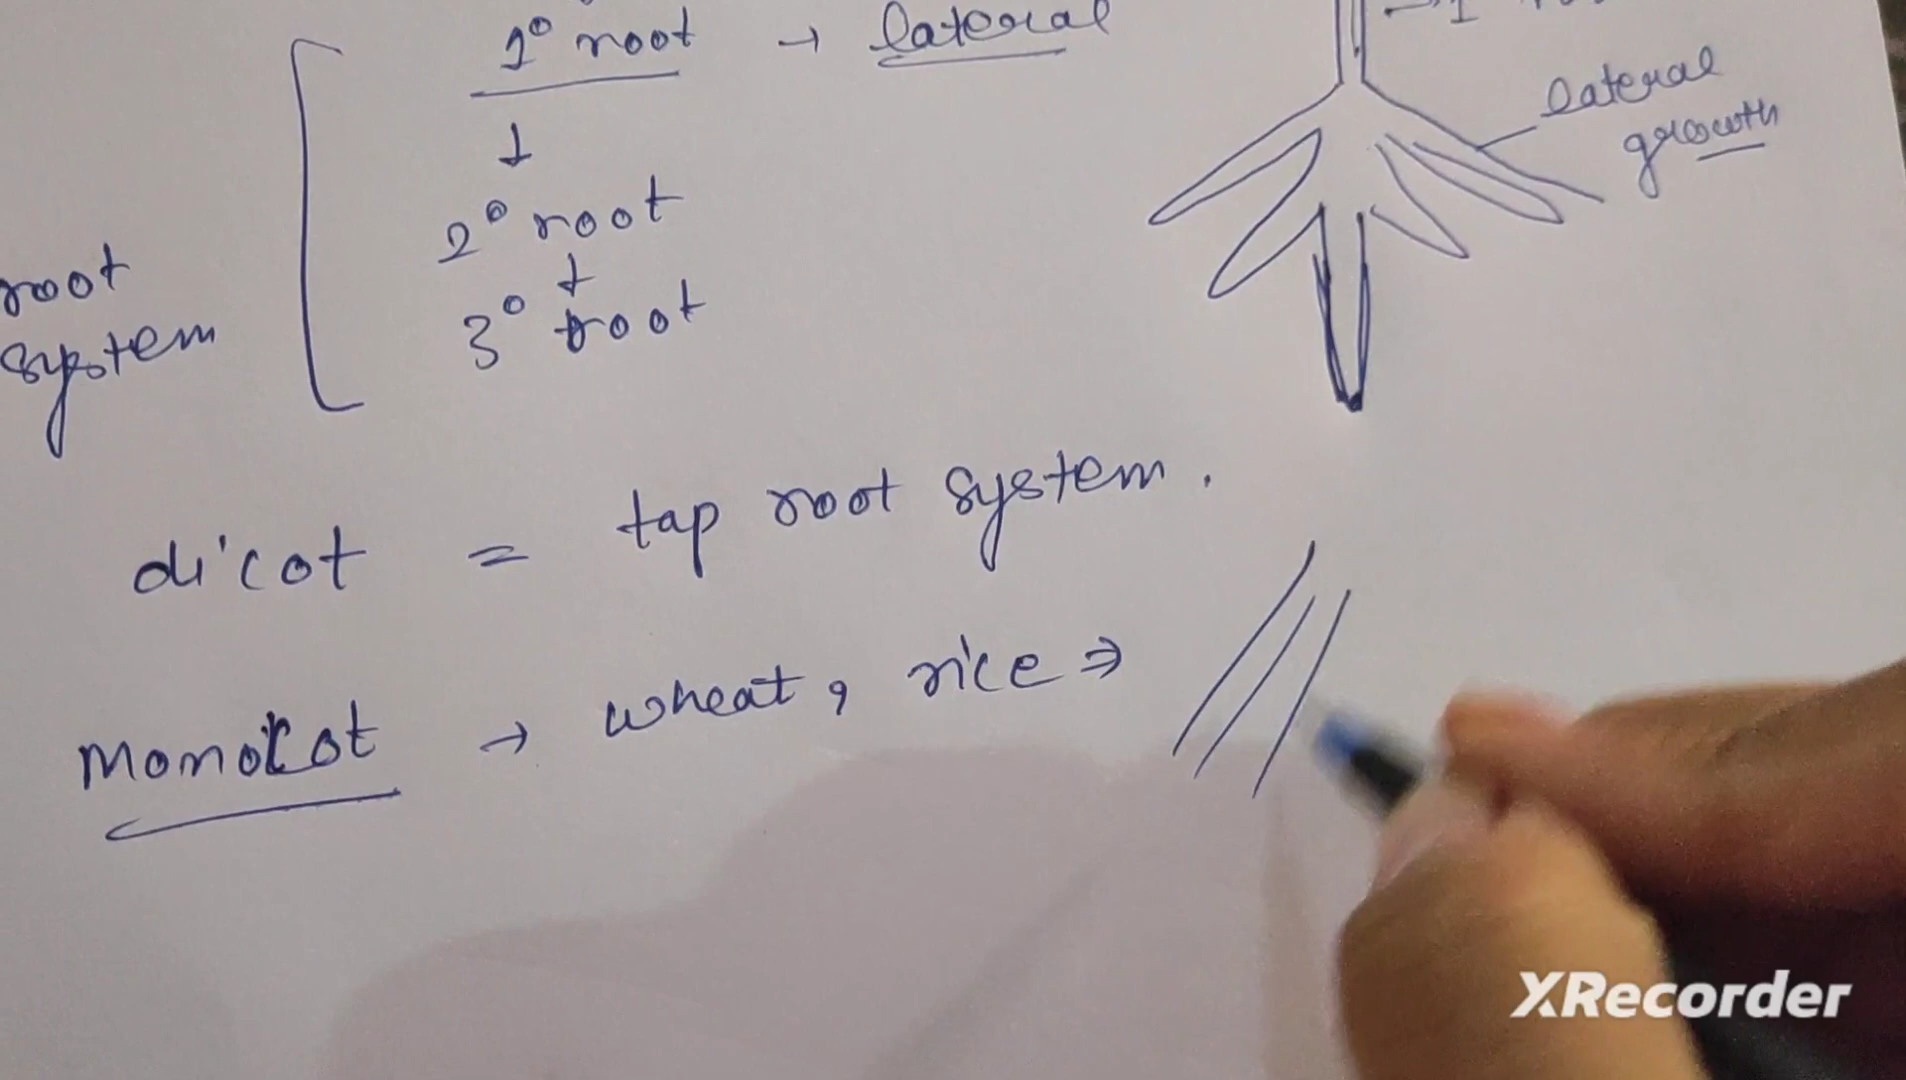 1° root → lateral
↓
2° root
↓
3° root
root
system
lateral
growth
dicot = tap root system.
Monocot → wheat, rice ⇒
XRecorder